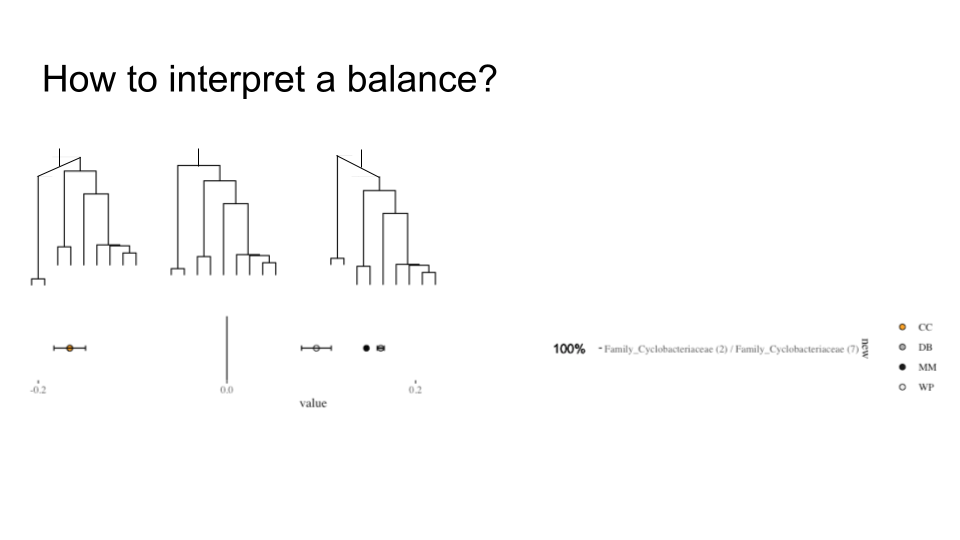 How to interpret a balance?
CC
100%
-Family_Cyclobacteriaceae (2) / Family_Cyclobacteriaceae (7)
new
DB
MM
-0.2
0.0
0.2
WP
value